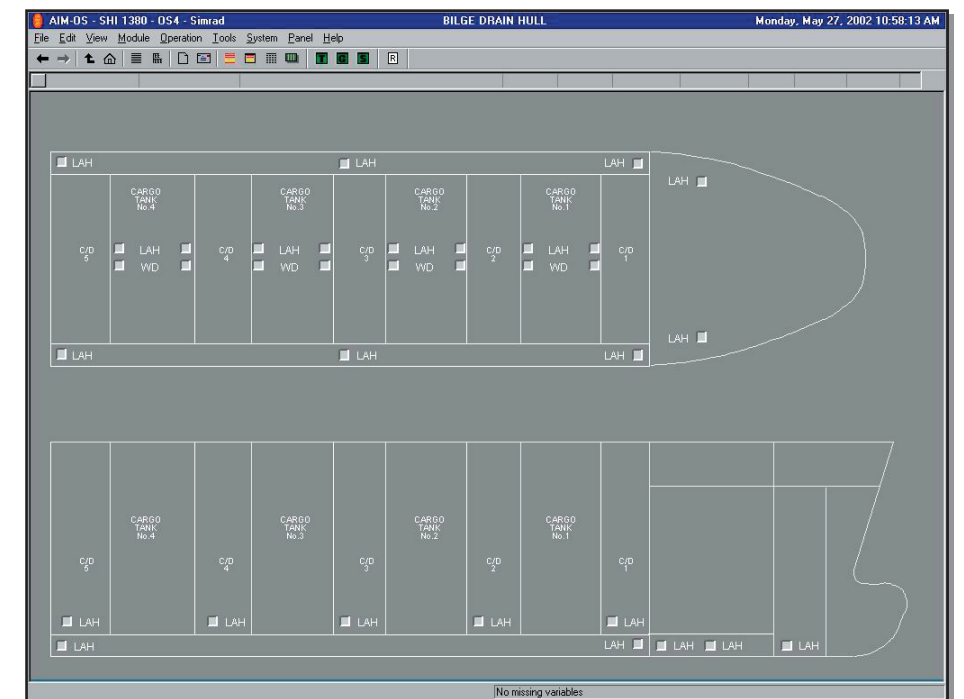 AIM-OS - SHI 1380 - OS4 - Simrad BILGE DRAIN HULL Monday, May 27, 2002 10:58:13 AM
File Edit View Module Operation Tools System Panel Help
T G S R
LAH LAH LAH
LAH
CARGO TANK No.4 CARGO TANK No.3 CARGO TANK No.2 CARGO TANK No.1
C/D 5 LAH C/D 4 LAH C/D 3 LAH C/D 2 LAH C/D 1
WD WD WD WD
LAH
LAH LAH LAH
CARGO TANK No.4 CARGO TANK No.3 CARGO TANK No.2 CARGO TANK No.1
C/D 5 C/D 4 C/D 3 C/D 2 C/D 1
LAH LAH LAH LAH LAH
LAH LAH LAH LAH LAH
No missing variables